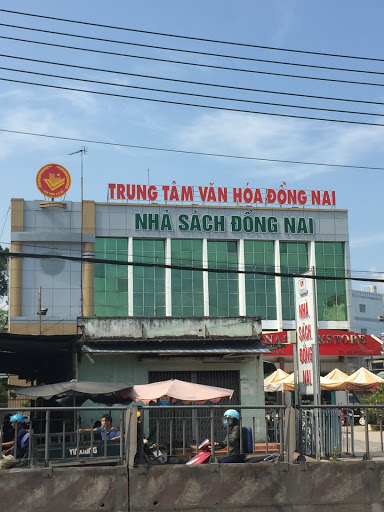 TRUNG TÂM VĂN HÓA ĐỒNG NAI
NHÀ SÁCH ĐỒNG NAI
NHÀ SÁCH ĐỒNG NAI